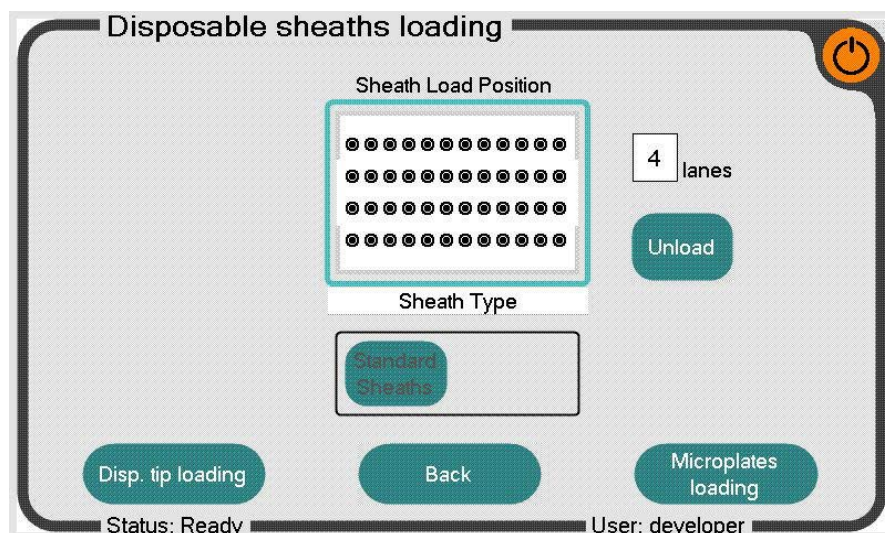 Disposable sheaths loading
Sheath Load Position
4 lanes
Unload
Sheath Type
Standard
Sheaths
Disp. tip loading
Back
Microplates
loading
Status: Ready
User: developer